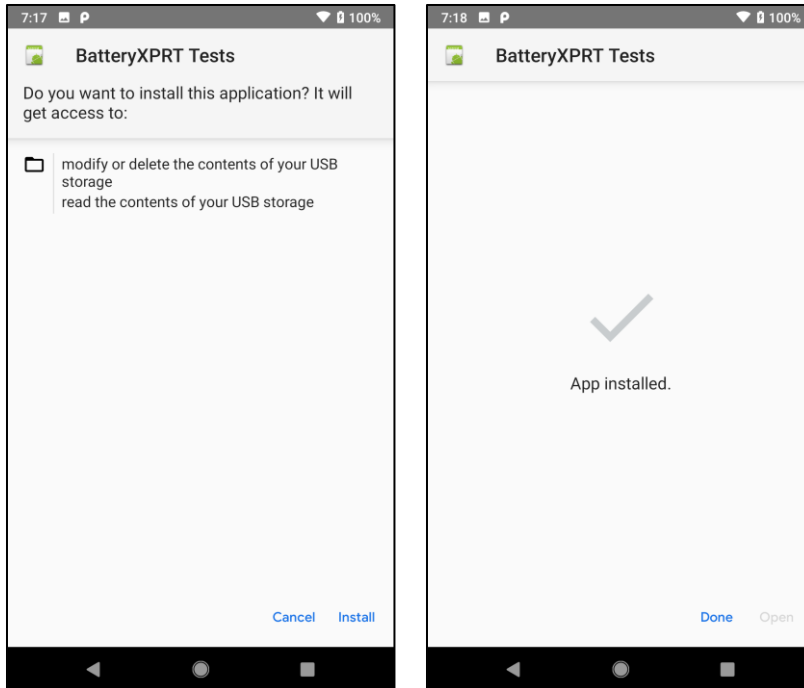 7:17 100%
BatteryXPRT Tests
Do you want to install this application? It will
get access to:
modify or delete the contents of your USB
storage
read the contents of your USB storage
Cancel Install
7:18 100%
BatteryXPRT Tests
App installed.
Done Open